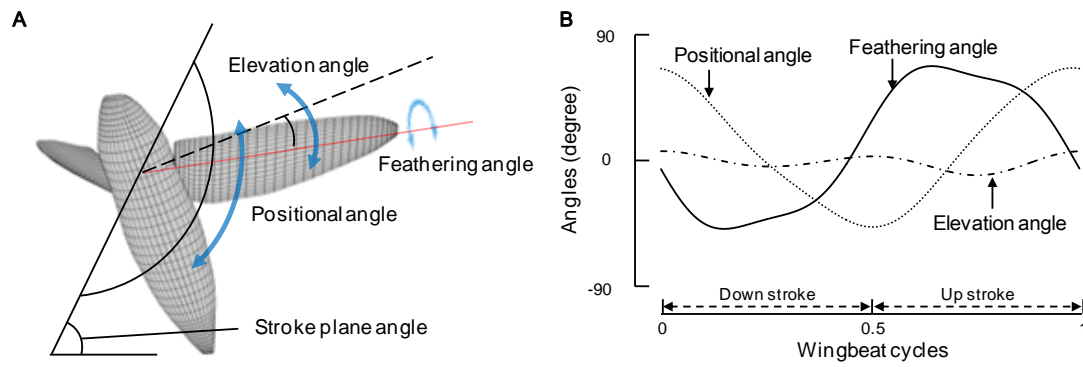 A
Elevation angle
Feathering angle
Positional angle
Stroke plane angle
B
90
Positional angle
Feathering angle
0
Angles (degree)
Elevation angle
-90
Down stroke
Up stroke
0
0.5
1
Wingbeat cycles